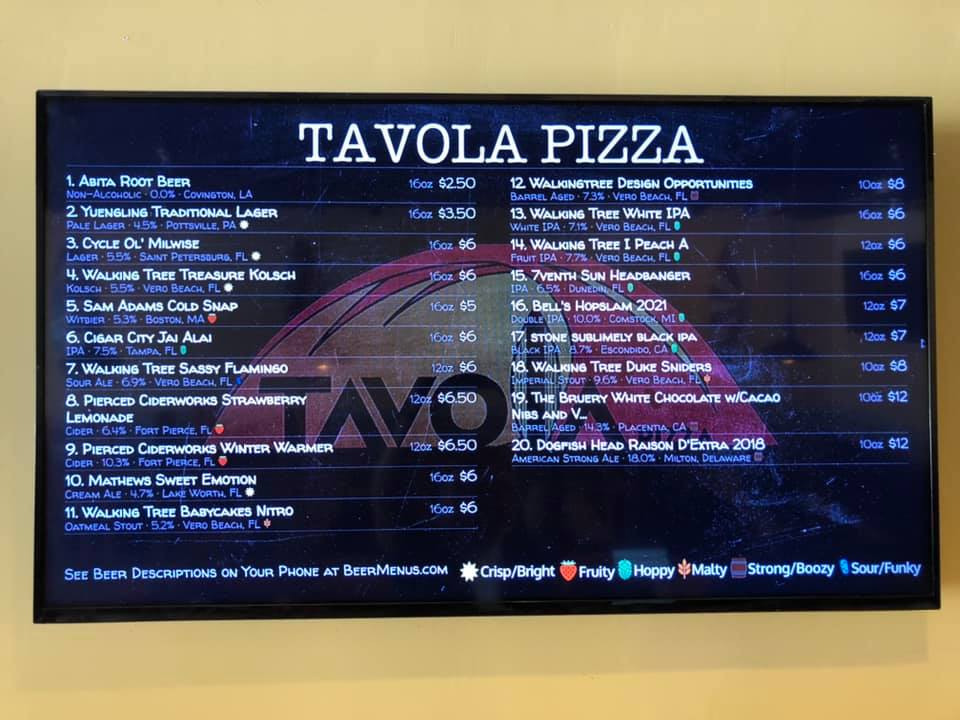 TAVOLA PIZZA
1. Abita Root Beer 16oz $2.50
Non-Alcoholic · 0.0% · Covington, LA
2. Yuengling Traditional Lager 16oz $3.50
Pale Lager · 4.5% · Pottsville, PA
3. Cycle Ol' Milwise 16oz $6
Lager · 5.5% · Saint Petersburg, FL
4. Walking Tree Treasure Kolsch 16oz $6
Kolsch · 5.5% · Vero Beach, FL
5. Sam Adams Cold Snap 16oz $5
Witbier · 5.3% · Boston, MA
6. Cigar City Jai Alai 16oz $6
IPA · 7.5% · Tampa, FL
7. Walking Tree Sassy Flamingo 12oz $6
Sour Ale · 6.9% · Vero Beach, FL
8. Pierced Ciderworks Strawberry 12oz $6.50
Lemonade
Cider · 6.4% · Fort Pierce, FL
9. Pierced Ciderworks Winter Warmer 12oz $6.50
Cider · 10.3% · Fort Pierce, FL
10. Mathews Sweet Emotion 16oz $6
Cream Ale · 4.7% · Lake Worth, FL
11. Walking Tree Babycakes Nitro 16oz $6
Oatmeal Stout · 5.2% · Vero Beach, FL
12. Walkingtree Design Opportunities 10oz $8
Barrel Aged · 7.3% · Vero Beach, FL
13. Walking Tree White IPA 16oz $6
White IPA · 7.1% · Vero Beach, FL
14. Walking Tree I Peach A 12oz $6
Fruit IPA · 7.7% · Vero Beach, FL
15. 7venth Sun Headbanger 16oz $6
IPA · 6.5% · Dunedin, FL
16. Bell's Hopslam 2021 12oz $7
Double IPA · 10.0% · Comstock, MI
17. stone sublimely black ipa 12oz $7
Black IPA · 8.7% · Escondido, CA
18. Walking Tree Duke Sniders 10oz $8
Imperial Stout · 9.6% · Vero Beach, FL
19. The Bruery White Chocolate w/Cacao 10oz $12
Nibs and V...
Barrel Aged · 14.3% · Placentia, CA
20. Dogfish Head Raison D'Extra 2018 10oz $12
American Strong Ale · 18.0% · Milton, Delaware
TAVOLA
See Beer Descriptions on Your Phone at BeerMenus.com Crisp/Bright Fruity Hoppy Malty Strong/Boozy Sour/Funky